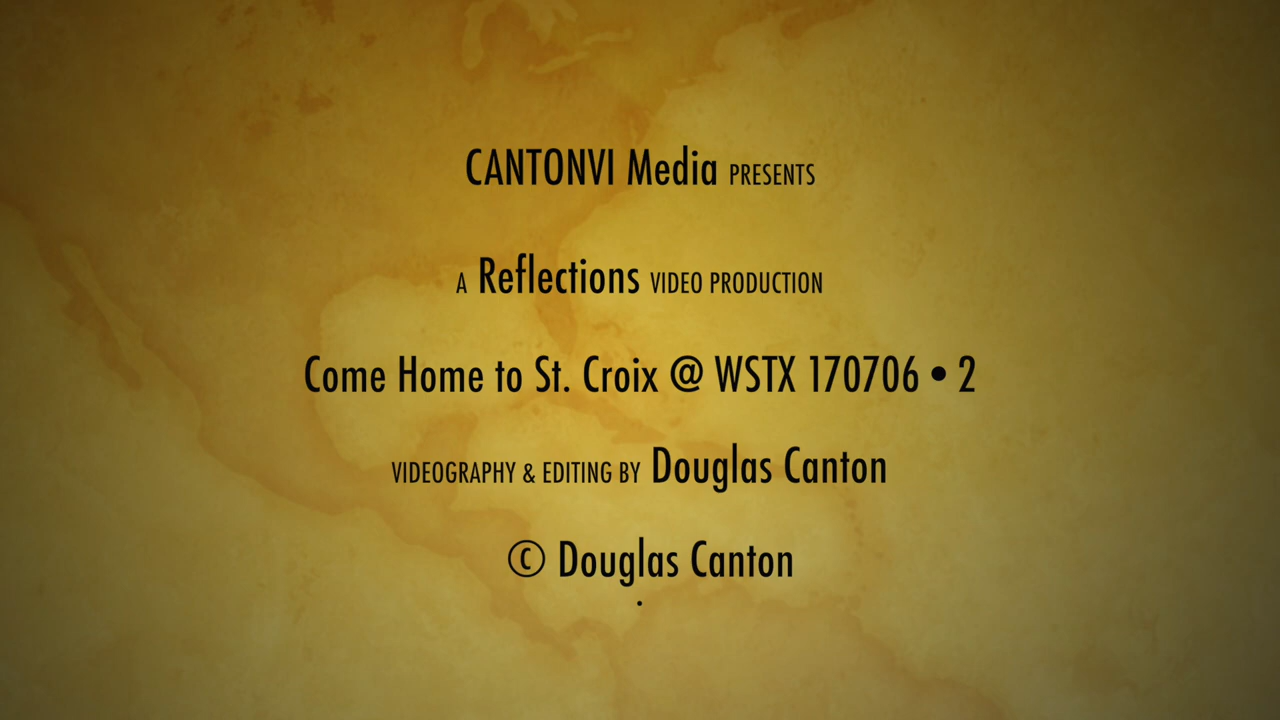 CANTONVI Media PRESENTS
A Reflections VIDEO PRODUCTION
Come Home to St. Croix @ WSTX 170706 • 2
VIDEOGRAPHY & EDITING BY Douglas Canton
© Douglas Canton
.